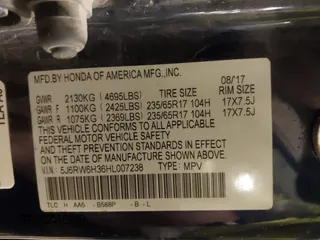 MFD.BY HONDA OF AMERICA MFG.,INC. 08/17
GVWR 2130KG (4695LBS) TIRE SIZE RIM SIZE
GAWR F 1100KG (2425LBS) 235/65R17 104H 17X7.5J
GAWR R 1075KG (2369LBS) 235/65R17 104H 17X7.5J
THIS VEHICLE CONFORMS TO ALL APPLICABLE
FEDERAL MOTOR VEHICLE SAFETY AND
THEFT PREVENTION STANDARDS IN EFFECT ON
THE DATE OF MANUFACTURE SHOWN ABOVE.
V.I.N.: 5J6RW6H36HL007238 TYPE: MPV
TLC H AA6 - B568P - B - L